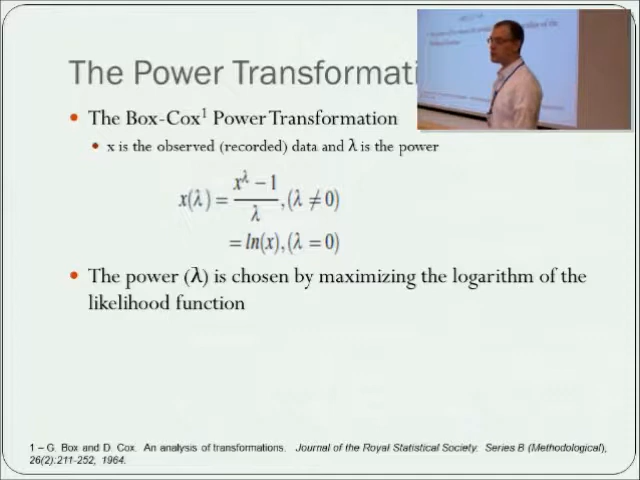 The Power Transformati
• The Box-Cox¹ Power Transformation
• x is the observed (recorded) data and λ is the power
x(λ) = (x^λ − 1)/λ, (λ ≠ 0)
= ln(x), (λ = 0)
• The power (λ) is chosen by maximizing the logarithm of the
likelihood function
1 – G. Box and D. Cox. An analysis of transformations. Journal of the Royal Statistical Society. Series B (Methodological),
26(2):211-252, 1964.